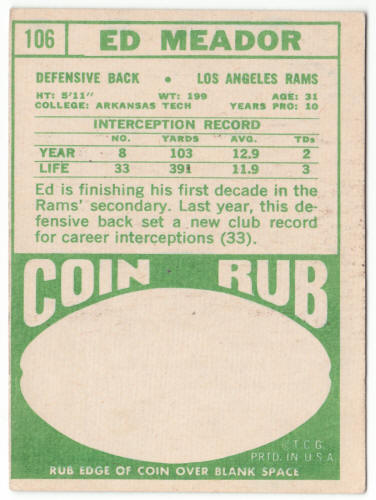 106 ED MEADOR
DEFENSIVE BACK • LOS ANGELES RAMS
HT: 5'11" WT: 199 AGE: 31
COLLEGE: ARKANSAS TECH YEARS PRO: 10
INTERCEPTION RECORD
NO. YARDS AVG. TDs
YEAR 8 103 12.9 2
LIFE 33 391 11.9 3
Ed is finishing his first decade in the
Rams' secondary. Last year, this de-
fensive back set a new club record
for career interceptions (33).
COIN RUB
© T.C.G.
PRTD. IN U.S.A.
RUB EDGE OF COIN OVER BLANK SPACE